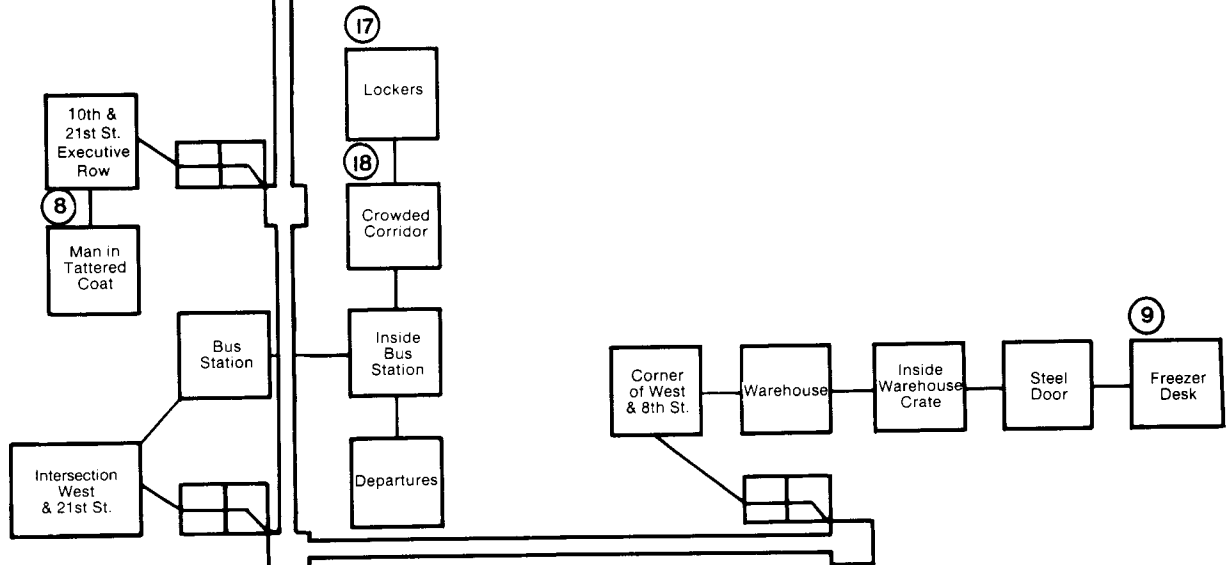 17
Lockers
10th &
21st St.
Executive
Row
18
Crowded
Corridor
8
Man in
Tattered
Coat
Bus
Station
Inside
Bus
Station
9
Corner
of West
& 8th St.
Warehouse
Inside
Warehouse
Crate
Steel
Door
Freezer
Desk
Intersection
West
& 21st St.
Departures